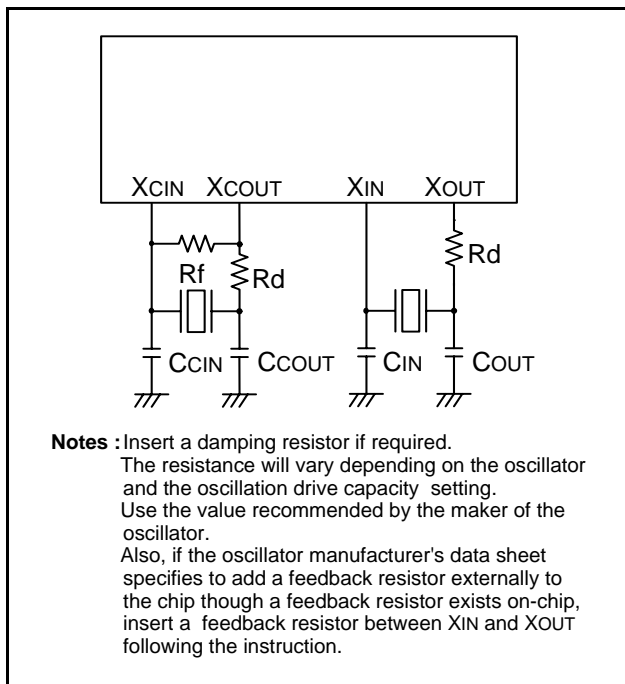 XCIN XCOUT XIN XOUT
Rf Rd Rd
CCIN CCOUT CIN COUT
Notes : Insert a damping resistor if required.
The resistance will vary depending on the oscillator
and the oscillation drive capacity setting.
Use the value recommended by the maker of the
oscillator.
Also, if the oscillator manufacturer's data sheet
specifies to add a feedback resistor externally to
the chip though a feedback resistor exists on-chip,
insert a feedback resistor between XIN and XOUT
following the instruction.